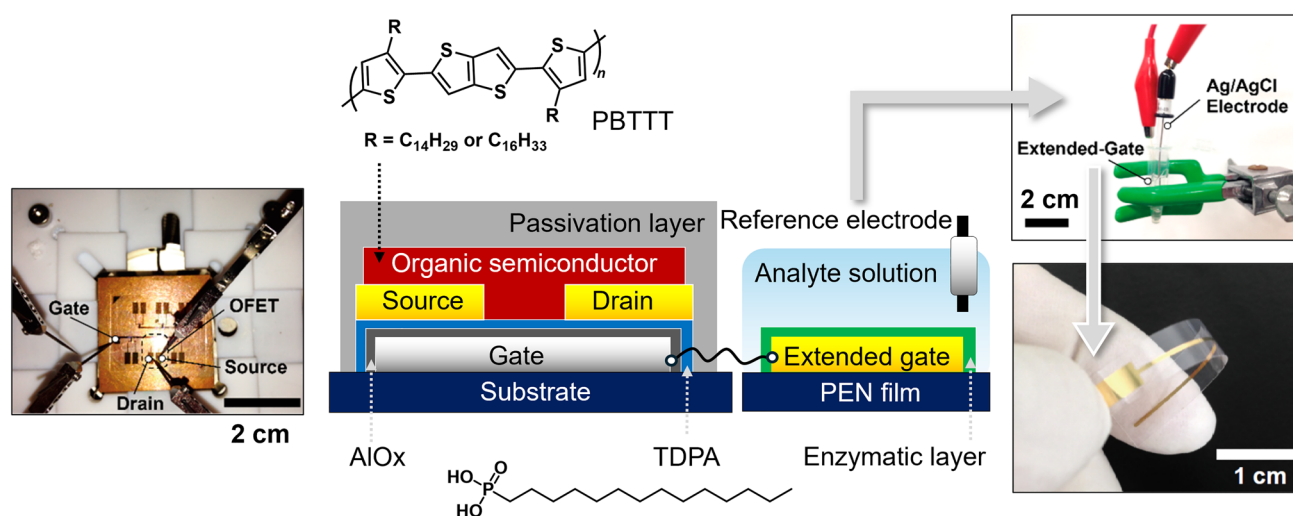 R
S
S
S
S
R
n
PBTTT
R = C₁₄H₂₉ or C₁₆H₃₃
Gate
OFET
Source
Drain
2 cm
Passivation layer
Organic semiconductor
Source
Drain
Gate
Substrate
AlOx
TDPA
HO
O
P
HO
Reference electrode
Analyte solution
Extended gate
PEN film
Enzymatic layer
Ag/AgCl
Electrode
Extended-Gate
2 cm
1 cm